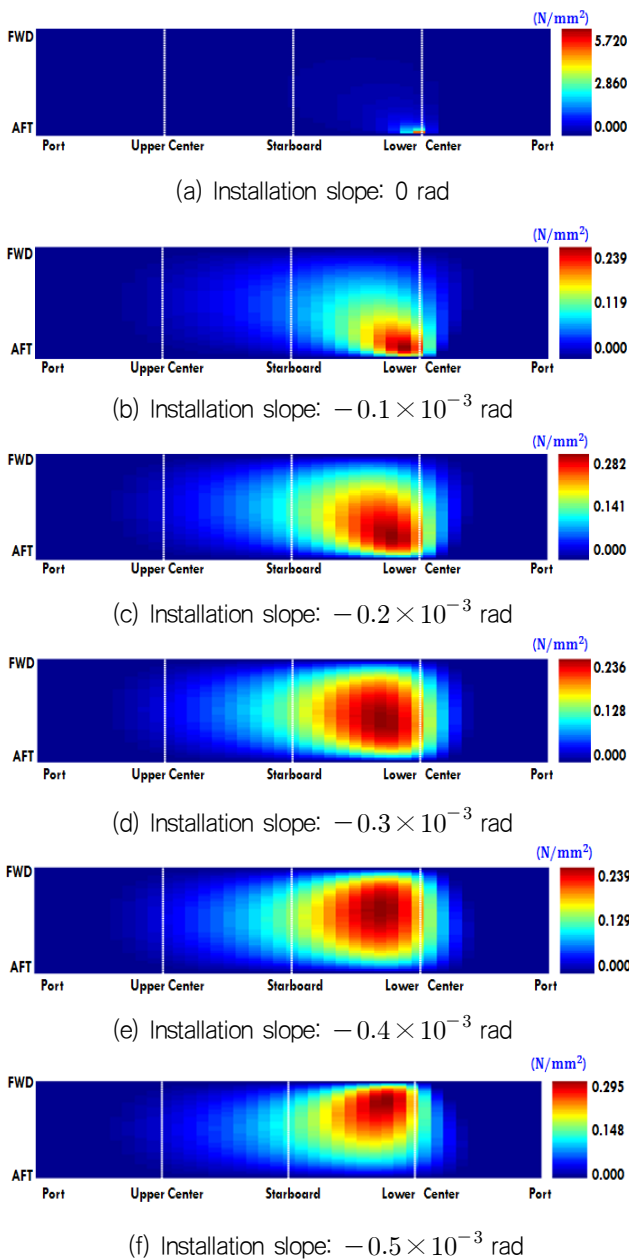 (N/mm²)
FWD
5.720
2.860
AFT
0.000
Port Upper Center Starboard Lower Center Port
(a) Installation slope: 0 rad
(N/mm²)
FWD
0.239
0.119
AFT
0.000
Port Upper Center Starboard Lower Center Port
(b) Installation slope: −0.1×10⁻³ rad
(N/mm²)
FWD
0.282
0.141
AFT
0.000
Port Upper Center Starboard Lower Center Port
(c) Installation slope: −0.2×10⁻³ rad
(N/mm²)
FWD
0.236
0.128
AFT
0.000
Port Upper Center Starboard Lower Center Port
(d) Installation slope: −0.3×10⁻³ rad
(N/mm²)
FWD
0.239
0.129
AFT
0.000
Port Upper Center Starboard Lower Center Port
(e) Installation slope: −0.4×10⁻³ rad
(N/mm²)
FWD
0.295
0.148
AFT
0.000
Port Upper Center Starboard Lower Center Port
(f) Installation slope: −0.5×10⁻³ rad